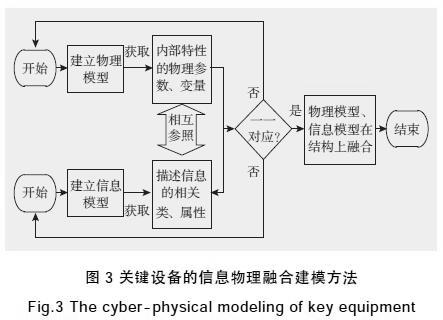 开始
建立物理
模型
获取
内部特性
的物理参
数、变量
相互
参照
开始
建立信息
模型
获取
描述信息
的相关
类、属性
否
一一
对应?
否
是
物理模型、
信息模型在
结构上融合
结束
图 3 关键设备的信息物理融合建模方法
Fig.3 The cyber-physical modeling of key equipment